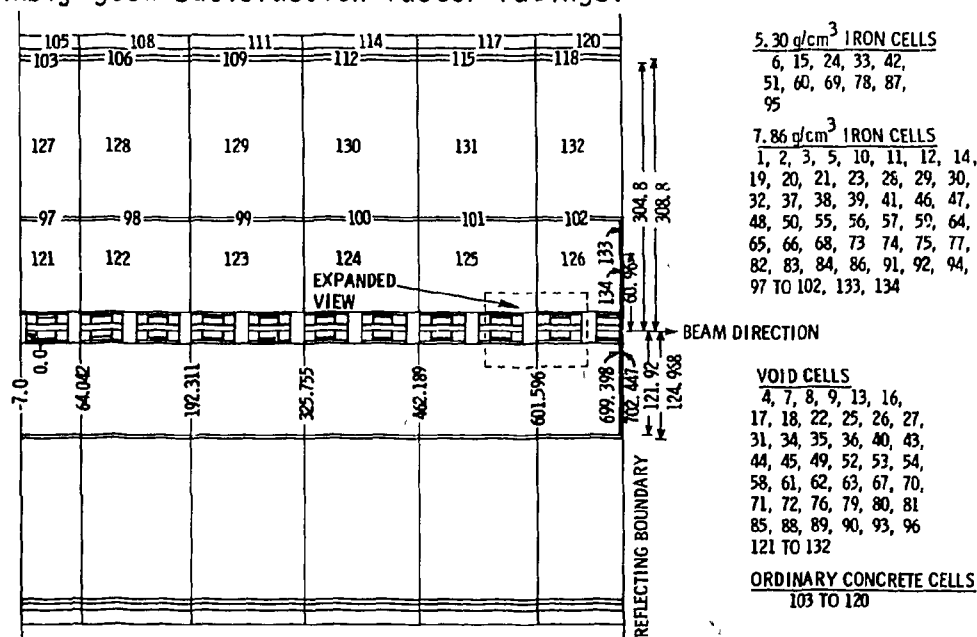 105 108 111 114 117 120
103 106 109 112 115 118
127 128 129 130 131 132
97 98 99 100 101 102
121 122 123 124 125 126
133
134
304.8
308.8
60.96
EXPANDED
VIEW
BEAM DIRECTION
-7.0
0.0
64.042
192.311
325.755
462.189
601.596
699.398
702.447
121.92
124.968
REFLECTING BOUNDARY
5.30 g/cm³ IRON CELLS
6, 15, 24, 33, 42,
51, 60, 69, 78, 87,
95
7.86 g/cm³ IRON CELLS
1, 2, 3, 5, 10, 11, 12, 14,
19, 20, 21, 23, 28, 29, 30,
32, 37, 38, 39, 41, 46, 47,
48, 50, 55, 56, 57, 59, 64,
65, 66, 68, 73 74, 75, 77,
82, 83, 84, 86, 91, 92, 94,
97 TO 102, 133, 134
VOID CELLS
4, 7, 8, 9, 13, 16,
17, 18, 22, 25, 26, 27,
31, 34, 35, 36, 40, 43,
44, 45, 49, 52, 53, 54,
58, 61, 62, 63, 67, 70,
71, 72, 76, 79, 80, 81
85, 88, 89, 90, 93, 96
121 TO 132
ORDINARY CONCRETE CELLS
103 TO 120